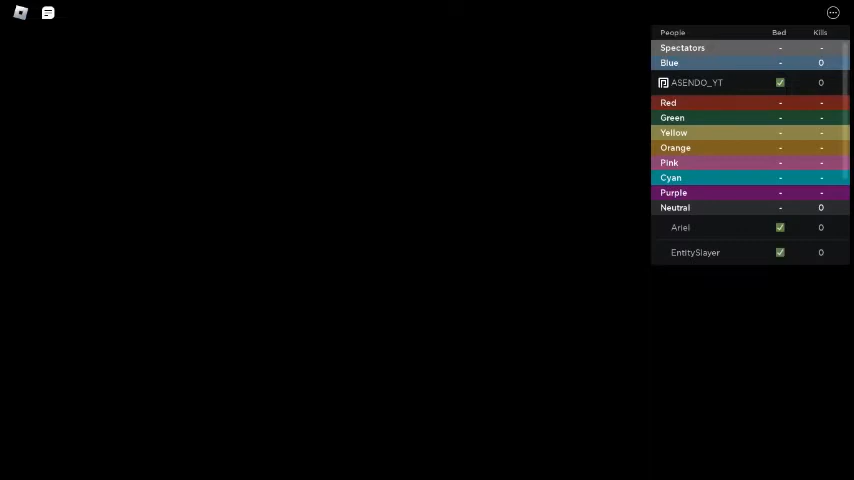 People Bed Kills
Spectators - -
Blue - 0
ASENDO_YT ✅ 0
Red - -
Green - -
Yellow - -
Orange - -
Pink - -
Cyan - -
Purple - -
Neutral - 0
Ariel ✅ 0
EntitySlayer ✅ 0